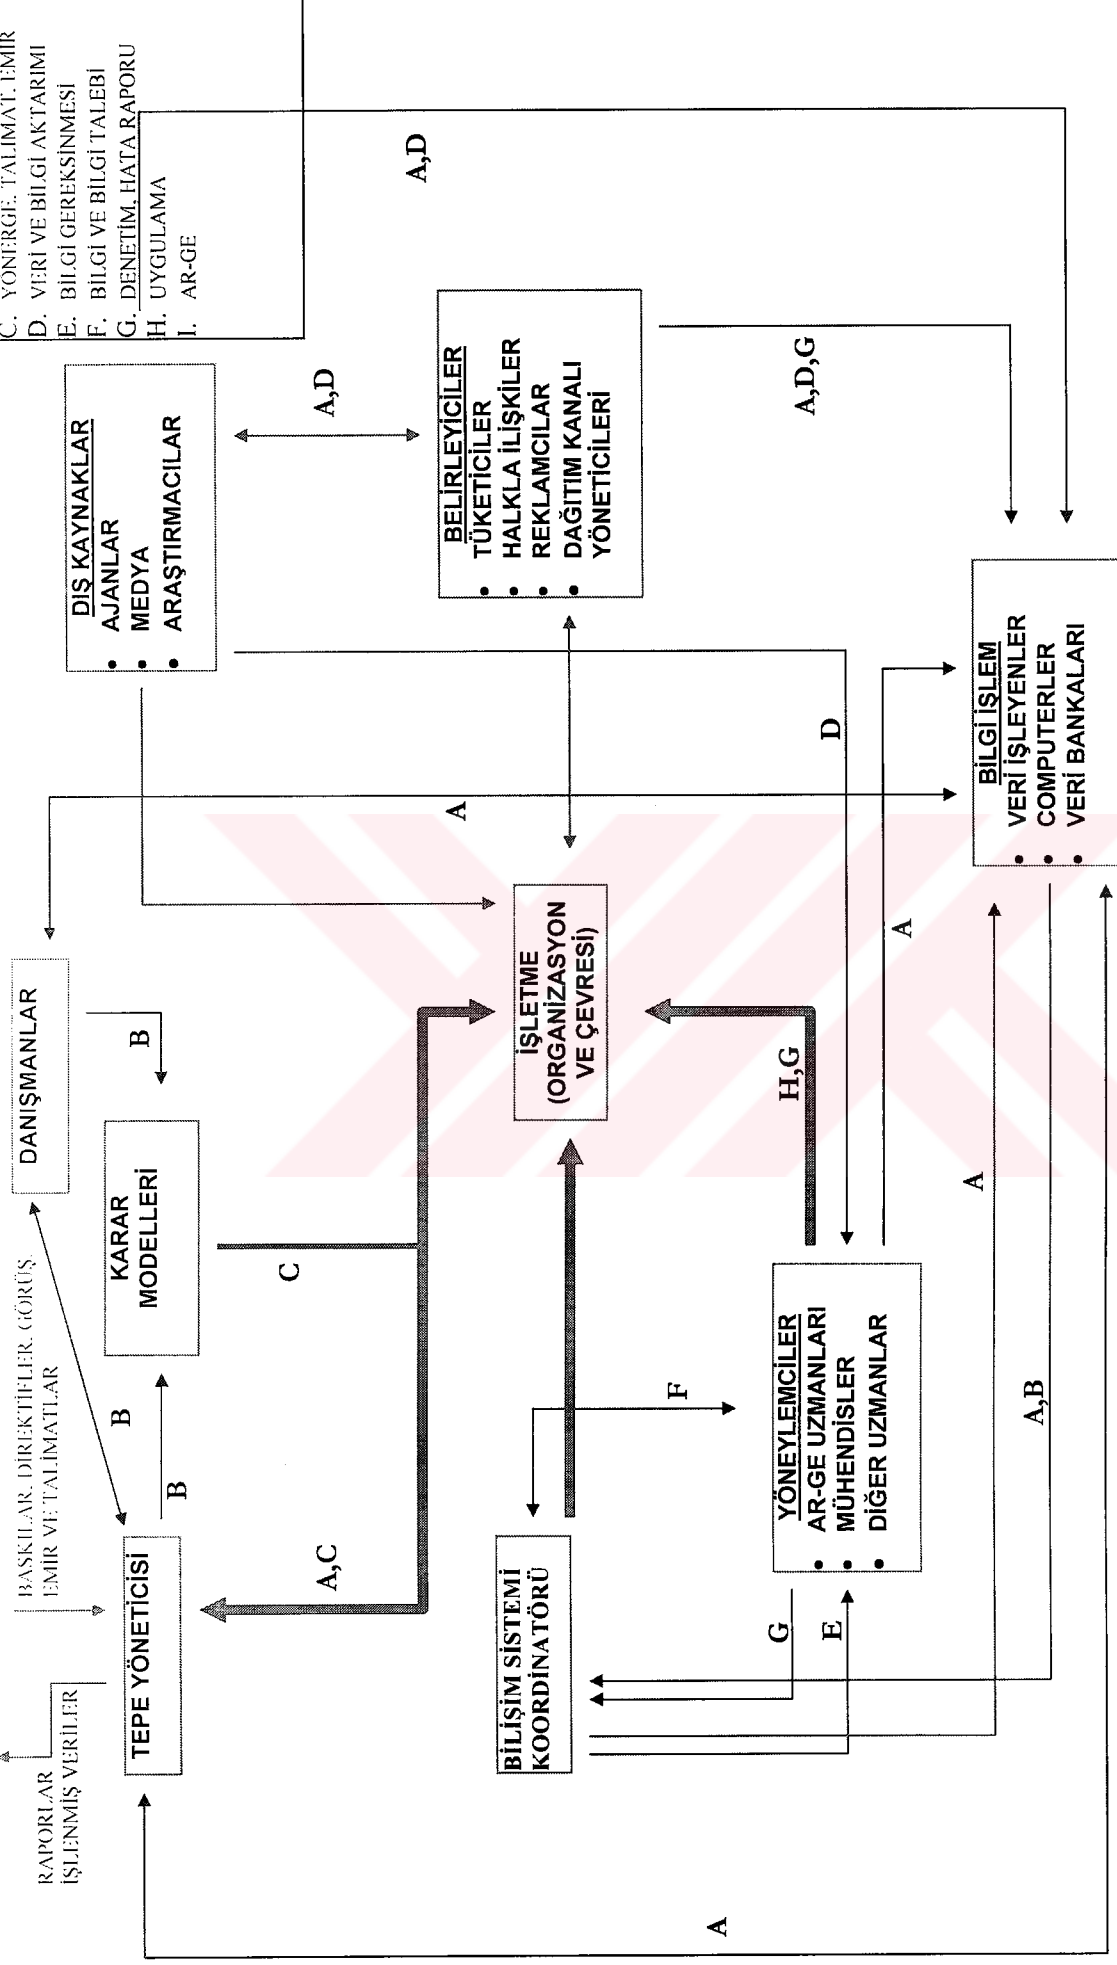 C. YÖNERGE, TALİMAT, EMİR
D. VERİ VE BİLGİ AKTARIMI
E. BİLGİ GEREKSİNMESİ
F. BİLGİ VE BİLGİ TALEBİ
G. DENETİM, HATA RAPORU
H. UYGULAMA
I. AR-GE
RAPORLAR
İŞLENMİŞ VERİLER
BASKILAR, DİREKTİFLER, GÖRÜŞ,
EMİR VE TALİMATLAR
TEPE YÖNETİCİSİ
DANIŞMANLAR
KARAR
MODELLERİ
B
B
B
C
A,C
DIŞ KAYNAKLAR
• AJANLAR
• MEDYA
• ARAŞTIRMACILAR
A,D
A,D
A
BELİRLEYİCİLER
• TÜKETİCİLER
• HALKLA İLİŞKİLER
• REKLAMCILAR
• DAĞITIM KANALI
YÖNETİCİLERİ
A,D,G
BİLİŞİM SİSTEMİ
KOORDİNATÖRÜ
İŞLETME
(ORGANİZASYON
VE ÇEVRESİ)
F
H,G
D
G
E
YÖNEYLEMCİLER
• AR-GE UZMANLARI
• MÜHENDİSLER
• DİĞER UZMANLAR
A
A
A,B
A
BİLGİ İŞLEM
• VERİ İŞLEYENLER
• COMPUTERLER
• VERİ BANKALARI